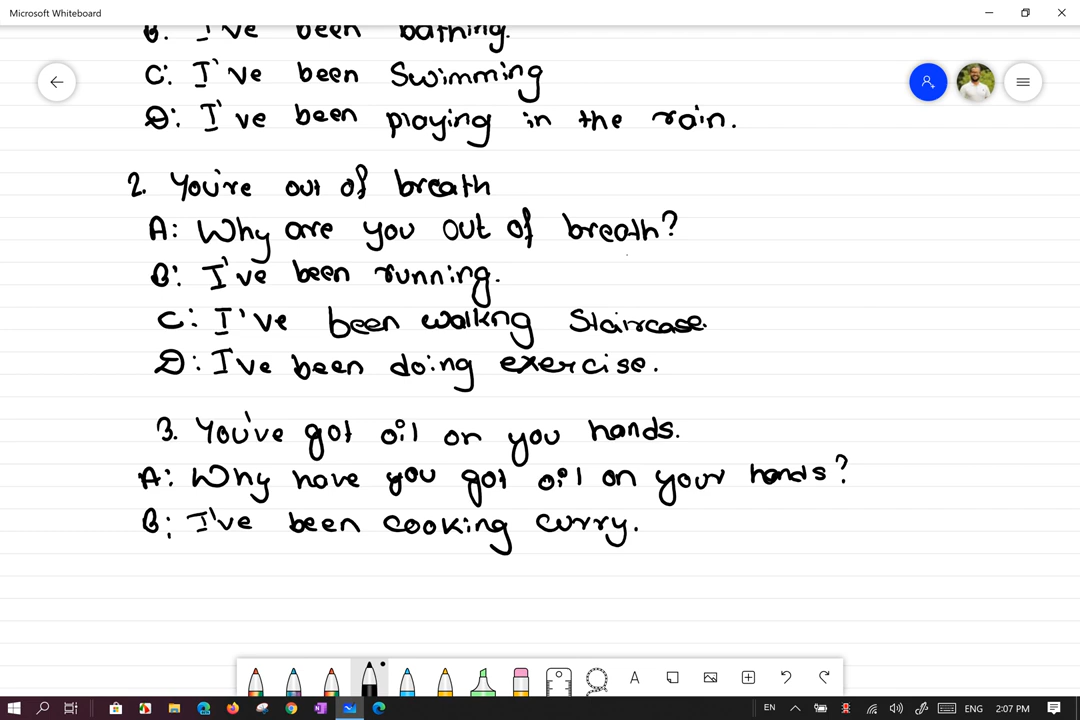 Microsoft Whiteboard
B. I've been bathing.
C: I've been Swimming
D: I've been playing in the rain.
2. You're out of breath
A: Why are you out of breath?
B: I've been running.
C: I've been walkng Staircase.
D: I've been doing exercise.
3. You've got oil on you hands.
A: Why have you got oil on your hands?
B: I've been cooking curry.
A
EN
ENG
2:07 PM